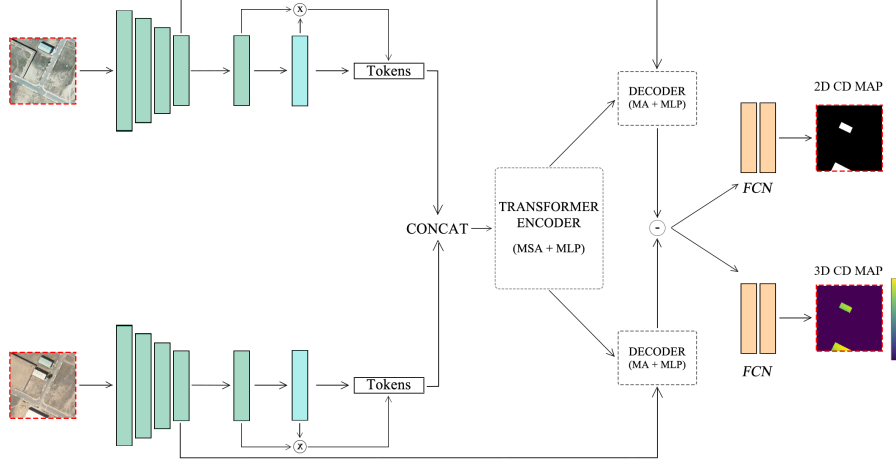 x
Tokens
DECODER
(MA + MLP)
2D CD MAP
FCN
TRANSFORMER
ENCODER
(MSA + MLP)
CONCAT
-
3D CD MAP
DECODER
(MA + MLP)
FCN
Tokens
x